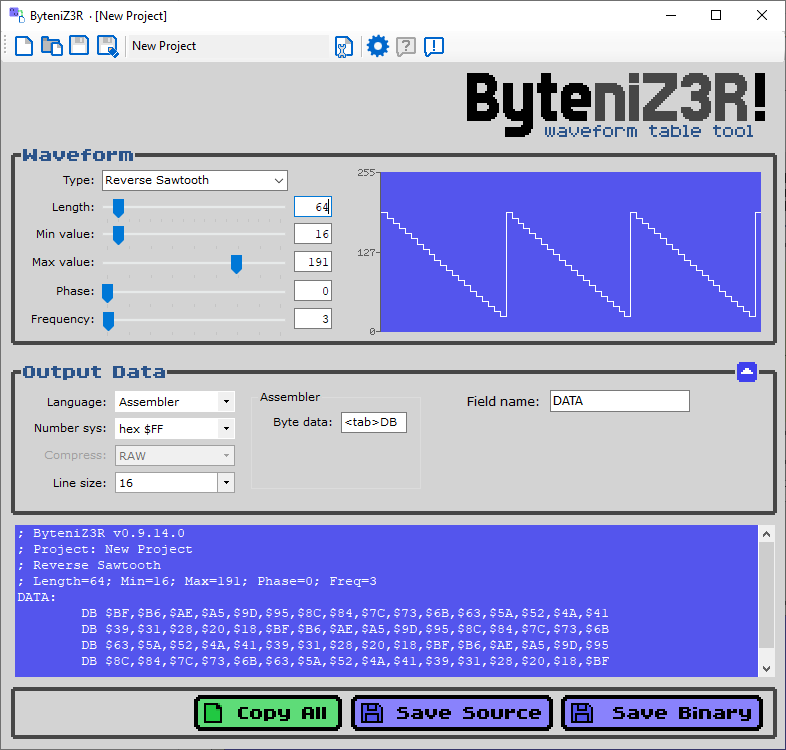 ByteniZ3R · [New Project]
New Project
ByteniZ3R!
waveform table tool
Waveform
Type: Reverse Sawtooth
Length: 64
Min value: 16
Max value: 191
Phase: 0
Frequency: 3
255
127
0
Output Data
Language: Assembler
Number sys: hex $FF
Compress: RAW
Line size: 16
Assembler
Byte data: <tab>DB
Field name: DATA
; ByteniZ3R v0.9.14.0
; Project: New Project
; Reverse Sawtooth
; Length=64; Min=16; Max=191; Phase=0; Freq=3
DATA:
DB $BF,$B6,$AE,$A5,$9D,$95,$8C,$84,$7C,$73,$6B,$63,$5A,$52,$4A,$41
DB $39,$31,$28,$20,$18,$BF,$B6,$AE,$A5,$9D,$95,$8C,$84,$7C,$73,$6B
DB $63,$5A,$52,$4A,$41,$39,$31,$28,$20,$18,$BF,$B6,$AE,$A5,$9D,$95
DB $8C,$84,$7C,$73,$6B,$63,$5A,$52,$4A,$41,$39,$31,$28,$20,$18,$BF
Copy All
Save Source
Save Binary